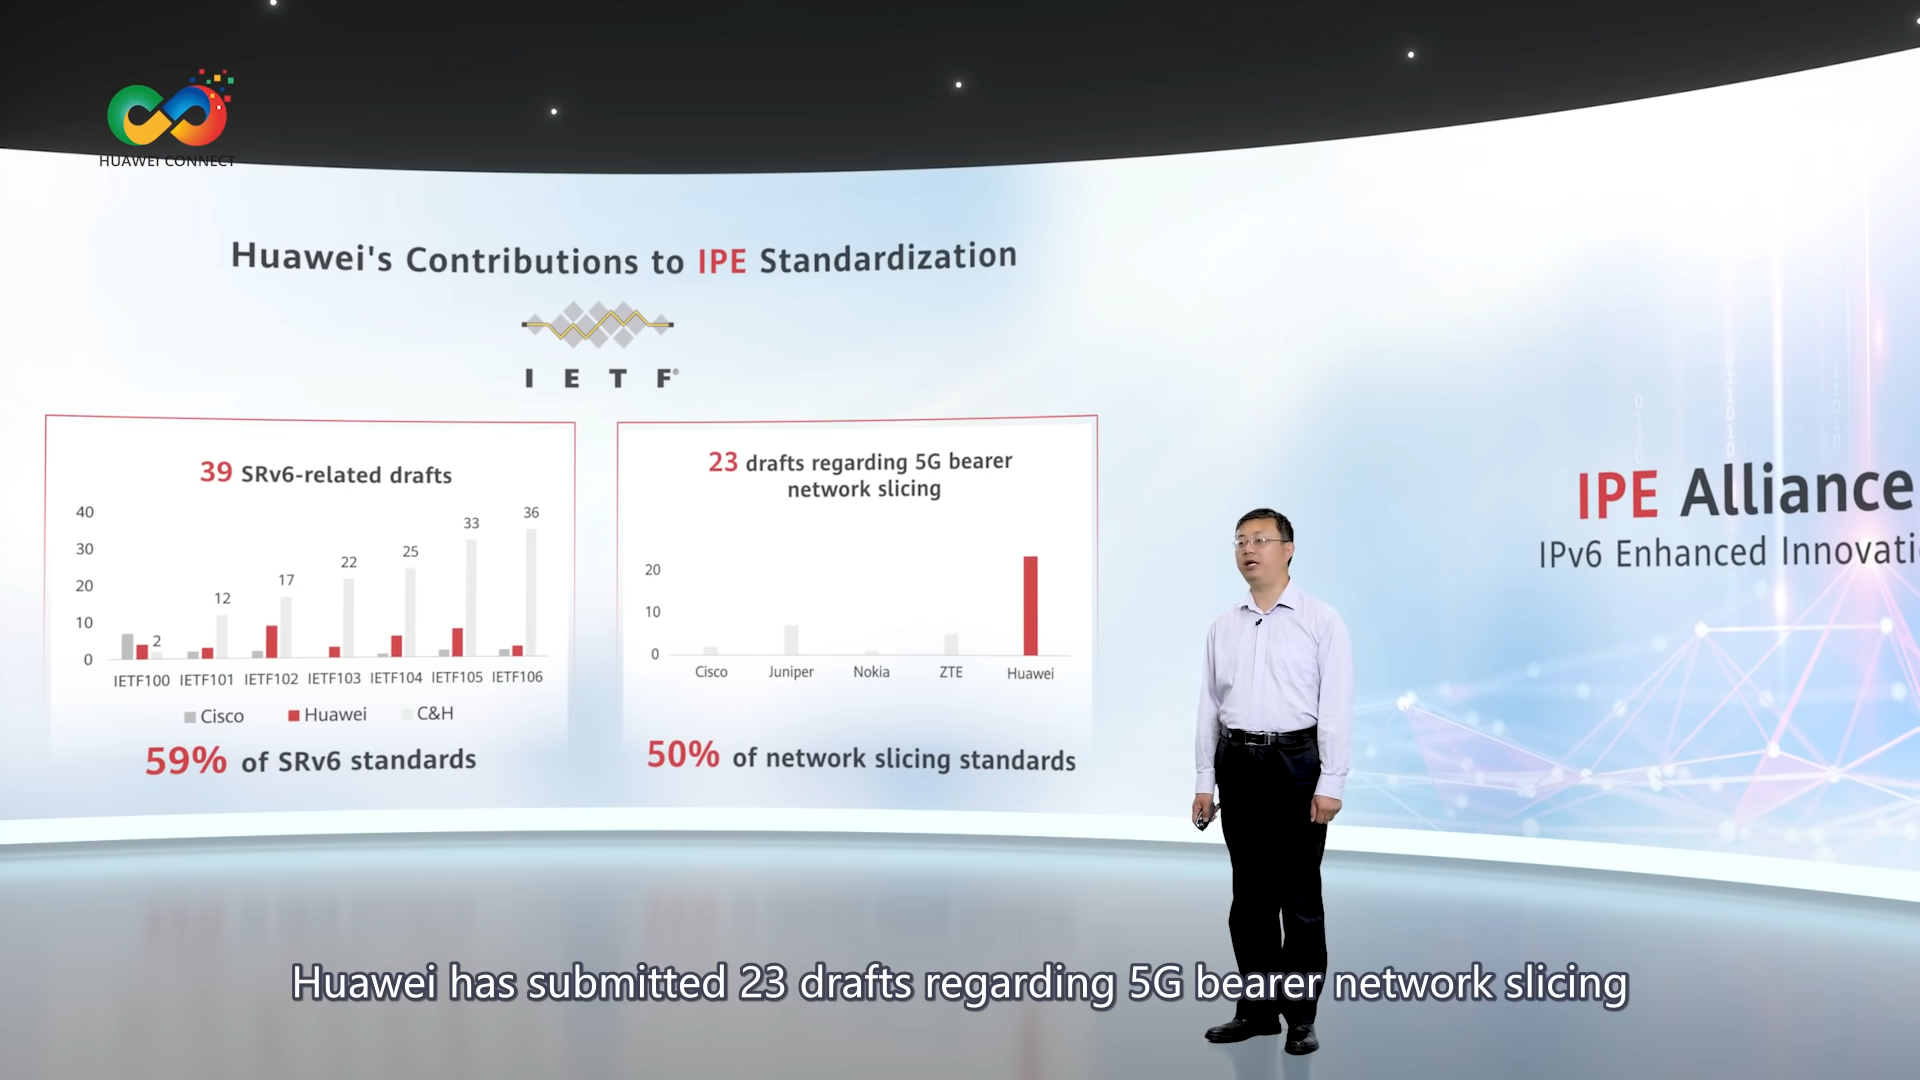 HUAWEI CONNECT
Huawei's Contributions to IPE Standardization
I E T F®
39 SRv6-related drafts
40
30
20
10
0
2
12
17
22
25
33
36
IETF100 IETF101 IETF102 IETF103 IETF104 IETF105 IETF106
Cisco Huawei C&H
59% of SRv6 standards
23 drafts regarding 5G bearer
network slicing
20
10
0
Cisco Juniper Nokia ZTE Huawei
50% of network slicing standards
IPE Alliance
IPv6 Enhanced Innovati
Huawei has submitted 23 drafts regarding 5G bearer network slicing